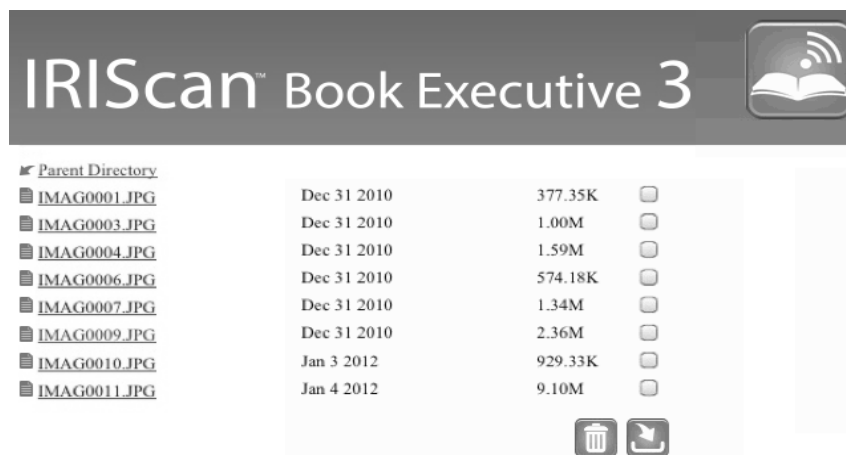 IRIScan™ Book Executive 3
Parent Directory
IMAG0001.JPG Dec 31 2010 377.35K
IMAG0003.JPG Dec 31 2010 1.00M
IMAG0004.JPG Dec 31 2010 1.59M
IMAG0006.JPG Dec 31 2010 574.18K
IMAG0007.JPG Dec 31 2010 1.34M
IMAG0009.JPG Dec 31 2010 2.36M
IMAG0010.JPG Jan 3 2012 929.33K
IMAG0011.JPG Jan 4 2012 9.10M